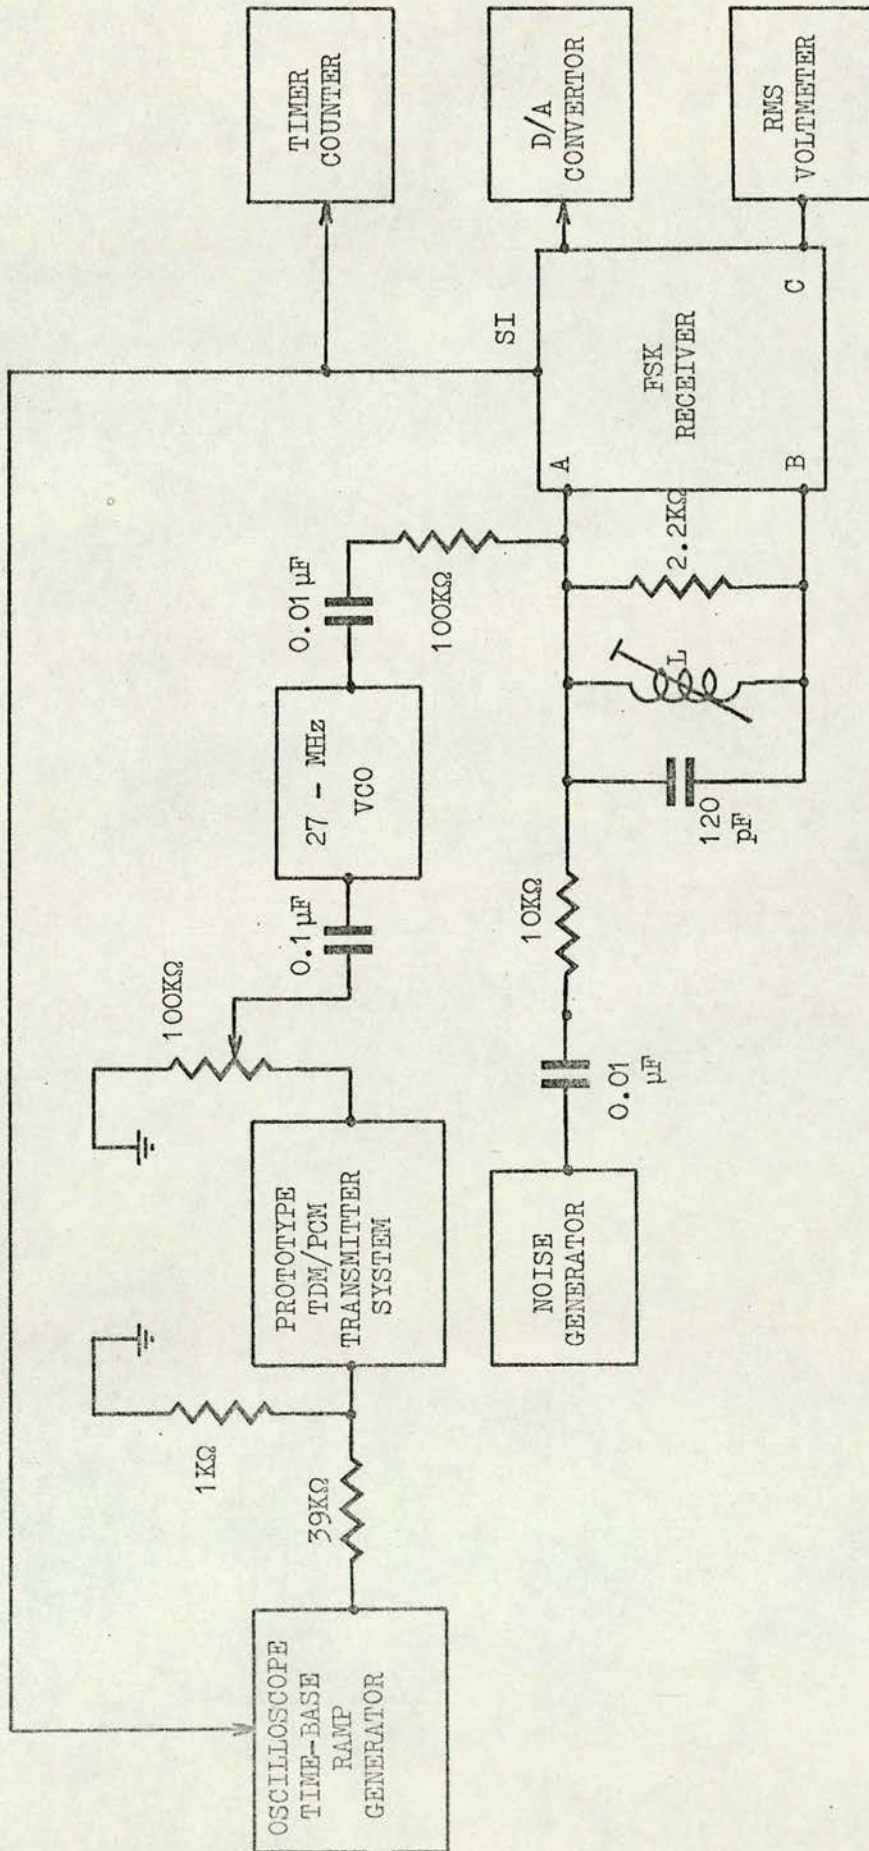 TIMER
COUNTER
D/A
CONVERTOR
RMS
VOLTMETER
SI
FSK
RECEIVER
A
B
C
0.01 µF
100KΩ
2.2KΩ
L
120
pF
27 - MHz
VCO
0.1 µF
100KΩ
10KΩ
0.01
µF
PROTOTYPE
TDM/PCM
TRANSMITTER
SYSTEM
NOISE
GENERATOR
1KΩ
39KΩ
OSCILLOSCOPE
TIME-BASE
RAMP
GENERATOR